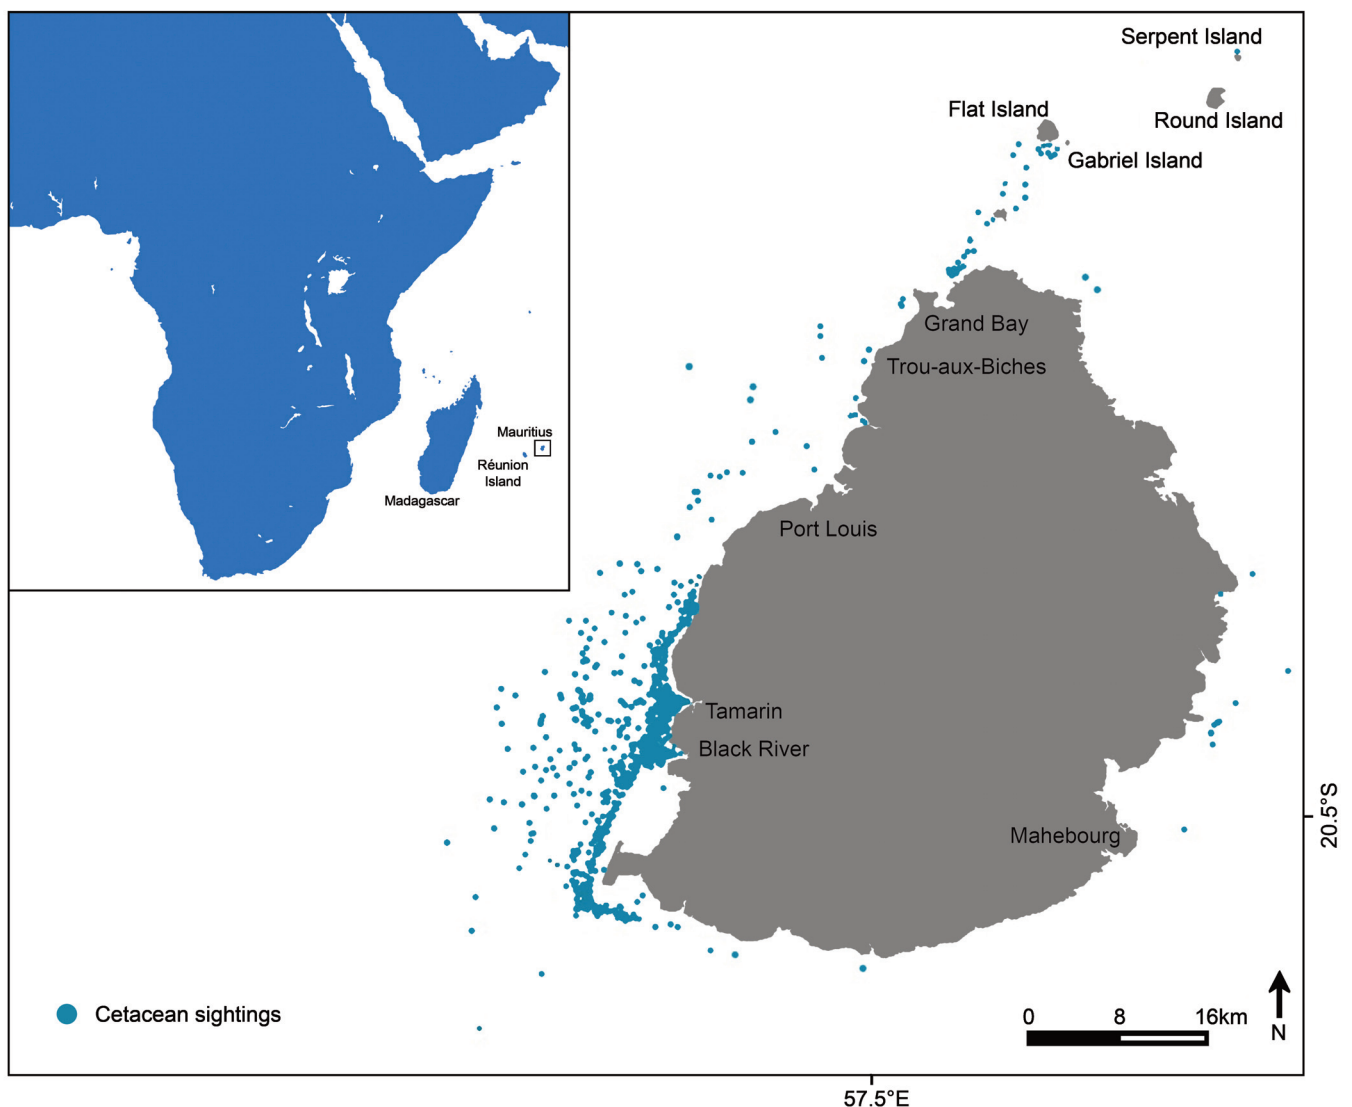 Serpent Island
Flat Island
Round Island
Gabriel Island
Grand Bay
Trou-aux-Biches
Mauritius
Réunion
Island
Madagascar
Port Louis
Tamarin
Black River
Mahebourg
20.5°S
Cetacean sightings
0 8 16km
N
57.5°E